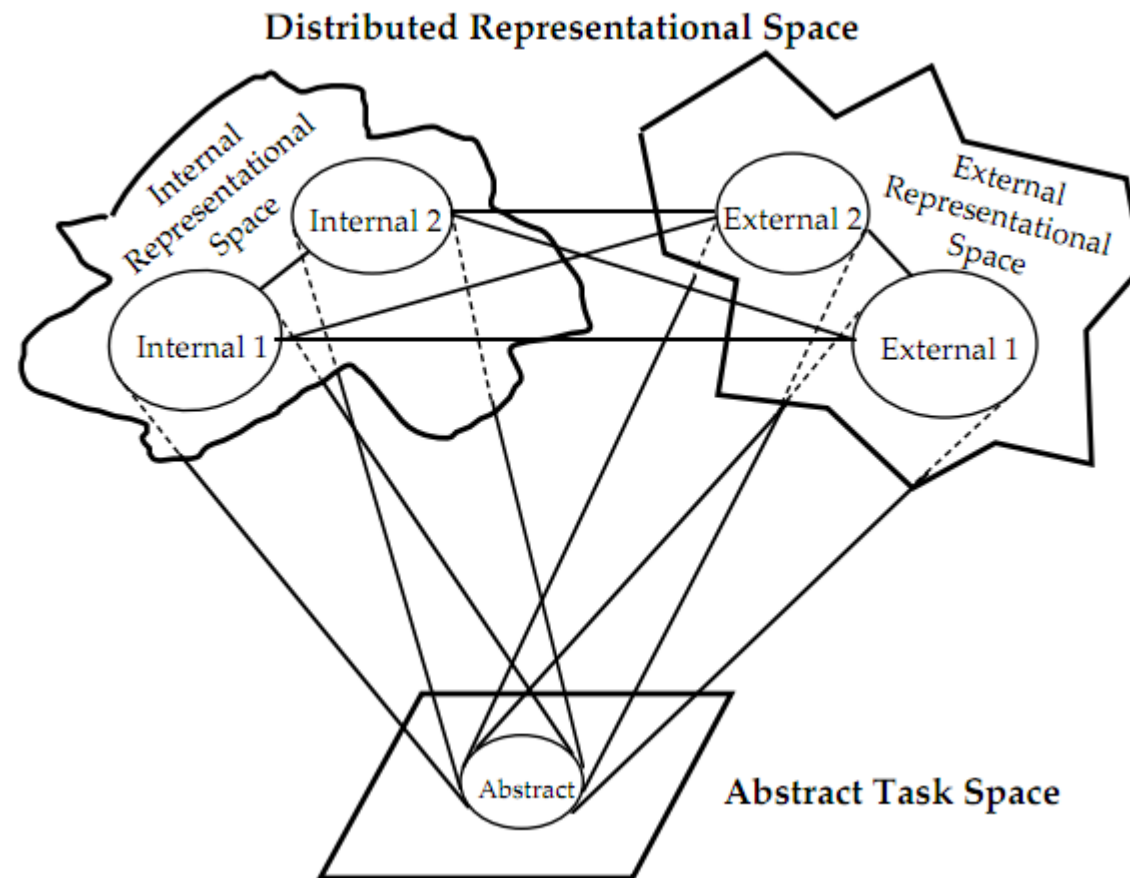 Distributed Representational Space
Internal
Representational
Space
External
Representational
Space
Internal 2
External 2
Internal 1
External 1
Abstract
Abstract Task Space